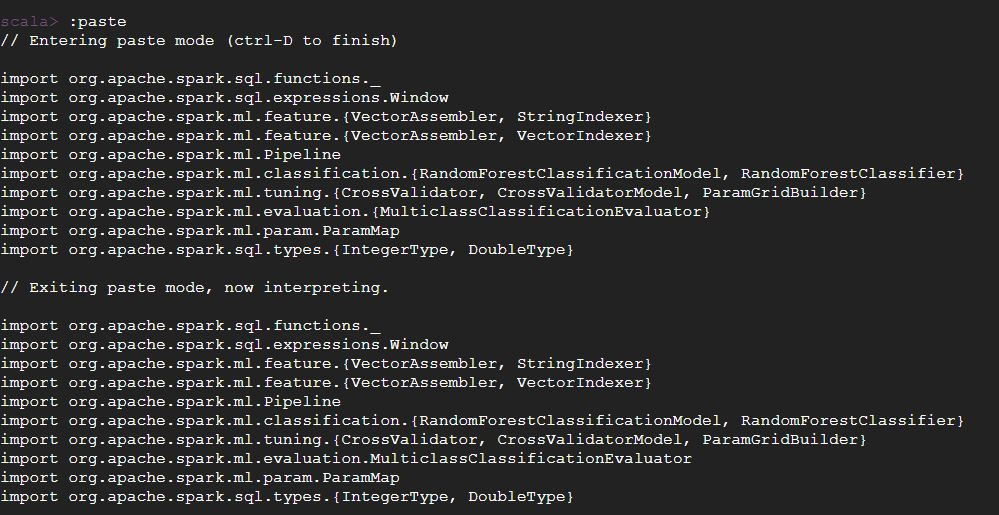 scala> :paste
// Entering paste mode (ctrl-D to finish)
import org.apache.spark.sql.functions._
import org.apache.spark.sql.expressions.Window
import org.apache.spark.ml.feature.{VectorAssembler, StringIndexer}
import org.apache.spark.ml.feature.{VectorAssembler, VectorIndexer}
import org.apache.spark.ml.Pipeline
import org.apache.spark.ml.classification.{RandomForestClassificationModel, RandomForestClassifier}
import org.apache.spark.ml.tuning.{CrossValidator, CrossValidatorModel, ParamGridBuilder}
import org.apache.spark.ml.evaluation.{MulticlassClassificationEvaluator}
import org.apache.spark.ml.param.ParamMap
import org.apache.spark.sql.types.{IntegerType, DoubleType}
// Exiting paste mode, now interpreting.
import org.apache.spark.sql.functions._
import org.apache.spark.sql.expressions.Window
import org.apache.spark.ml.feature.{VectorAssembler, StringIndexer}
import org.apache.spark.ml.feature.{VectorAssembler, VectorIndexer}
import org.apache.spark.ml.Pipeline
import org.apache.spark.ml.classification.{RandomForestClassificationModel, RandomForestClassifier}
import org.apache.spark.ml.tuning.{CrossValidator, CrossValidatorModel, ParamGridBuilder}
import org.apache.spark.ml.evaluation.MulticlassClassificationEvaluator
import org.apache.spark.ml.param.ParamMap
import org.apache.spark.sql.types.{IntegerType, DoubleType}